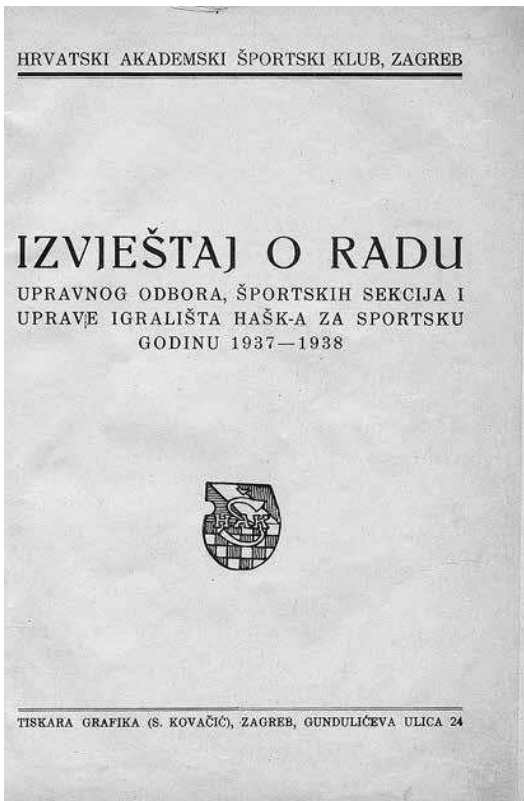 HRVATSKI AKADEMSKI ŠPORTSKI KLUB, ZAGREB
IZVJEŠTAJ O RADU
UPRAVNOG ODBORA, ŠPORTSKIH SEKCIJA I
UPRAVE IGRALIŠTA HAŠK-A ZA SPORTSKU
GODINU 1937—1938
HAŠK
TISKARA GRAFIKA (S. KOVAČIĆ), ZAGREB, GUNDULIĆEVA ULICA 24